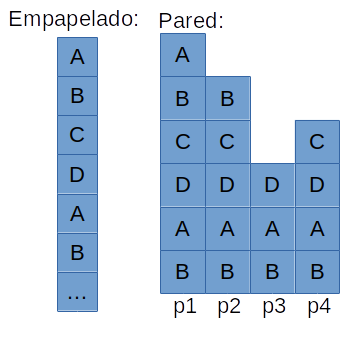 Empapelado:
A
B
C
D
A
B
...
Pared:
A
B B
C C C
D D D D
A A A A
B B B B
p1 p2 p3 p4